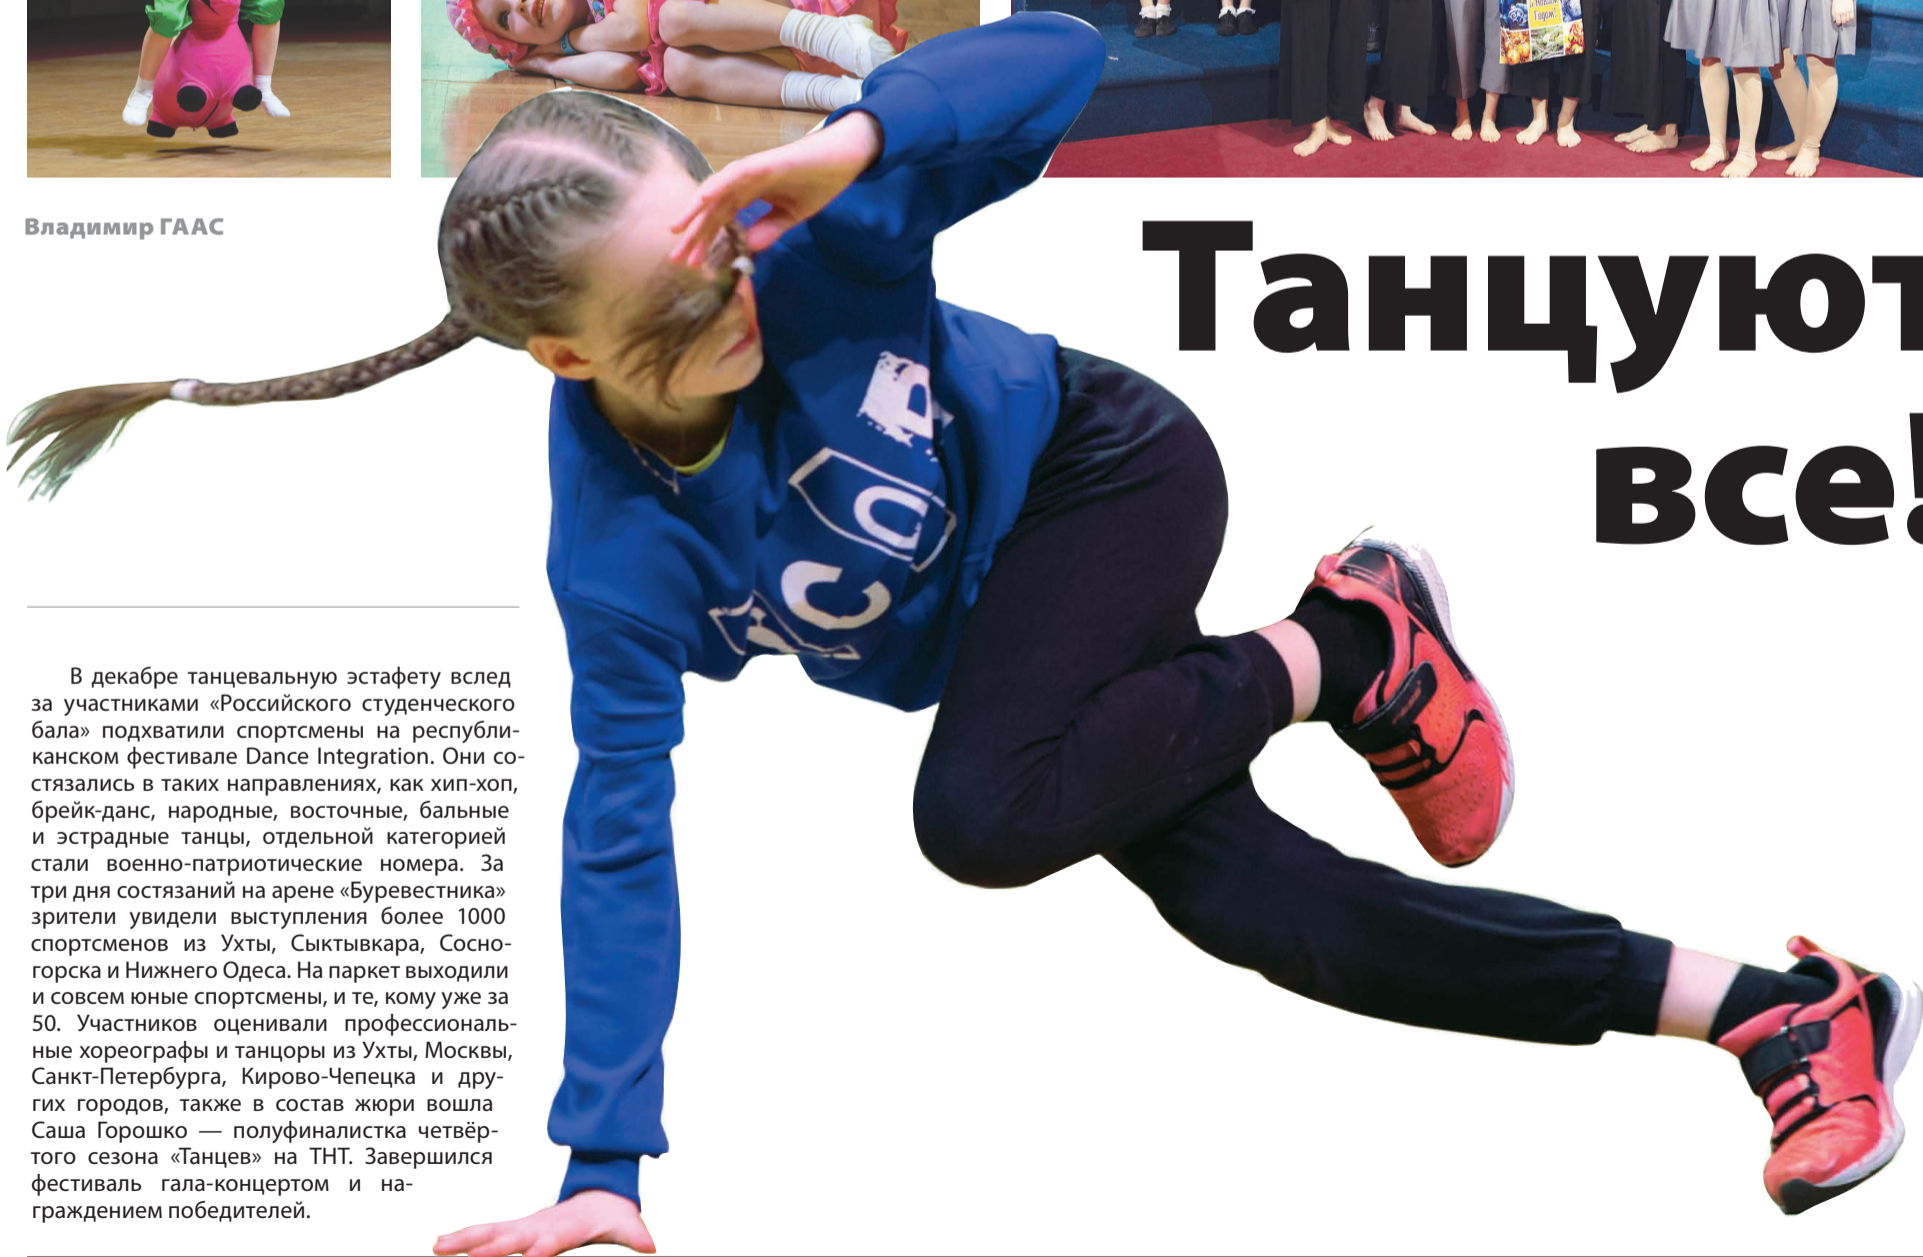 с Новым
Годом!
Владимир ГААС
Танцуют
все!
В декабре танцевальную эстафету вслед
за участниками «Российского студенческого
бала» подхватили спортсмены на республи-
канском фестивале Dance Integration. Они со-
стязались в таких направлениях, как хип-хоп,
брейк-данс, народные, восточные, бальные
и эстрадные танцы, отдельной категорией
стали военно-патриотические номера. За
три дня состязаний на арене «Буревестника»
зрители увидели выступления более 1000
спортсменов из Ухты, Сыктывкара, Сосно-
горска и Нижнего Одеса. На паркет выходили
и совсем юные спортсмены, и те, кому уже за
50. Участников оценивали профессиональ-
ные хореографы и танцоры из Ухты, Москвы,
Санкт-Петербурга, Кирово-Чепецка и дру-
гих городов, также в состав жюри вошла
Саша Горошко — полуфиналистка четвёр-
того сезона «Танцев» на ТНТ. Завершился
фестиваль гала-концертом и на-
граждением победителей.